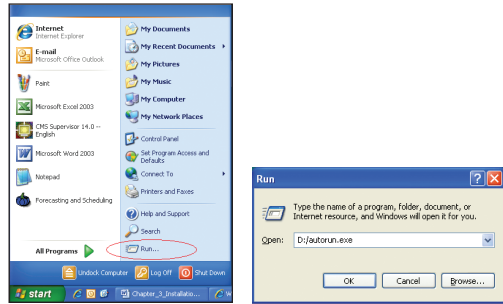 Internet
Internet Explorer
E-mail
Microsoft Office Outlook
Paint
Microsoft Excel 2003
CMS Supervisor 14.0 --
English
Microsoft Word 2003
Notepad
Forecasting and Scheduling
All Programs
My Documents
My Recent Documents
My Pictures
My Music
My Computer
My Network Places
Control Panel
Set Program Access and
Defaults
Connect To
Printers and Faxes
Help and Support
Search
Run...
Undock Computer
Log Off
Shut Down
start
Chapter_3_Installatio...
Run
Type the name of a program, folder, document, or
Internet resource, and Windows will open it for you.
Open:
D:/autorun.exe
OK
Cancel
Browse...